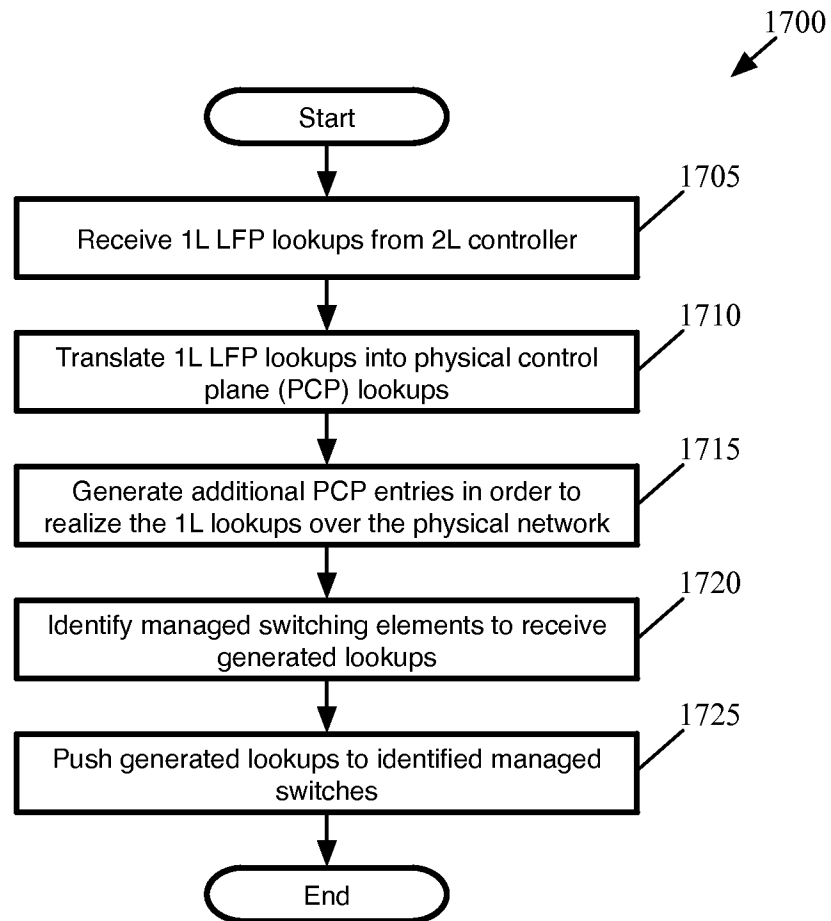 1700
Start
1705
Receive 1L LFP lookups from 2L controller
1710
Translate 1L LFP lookups into physical control
plane (PCP) lookups
1715
Generate additional PCP entries in order to
realize the 1L lookups over the physical network
1720
Identify managed switching elements to receive
generated lookups
1725
Push generated lookups to identified managed
switches
End